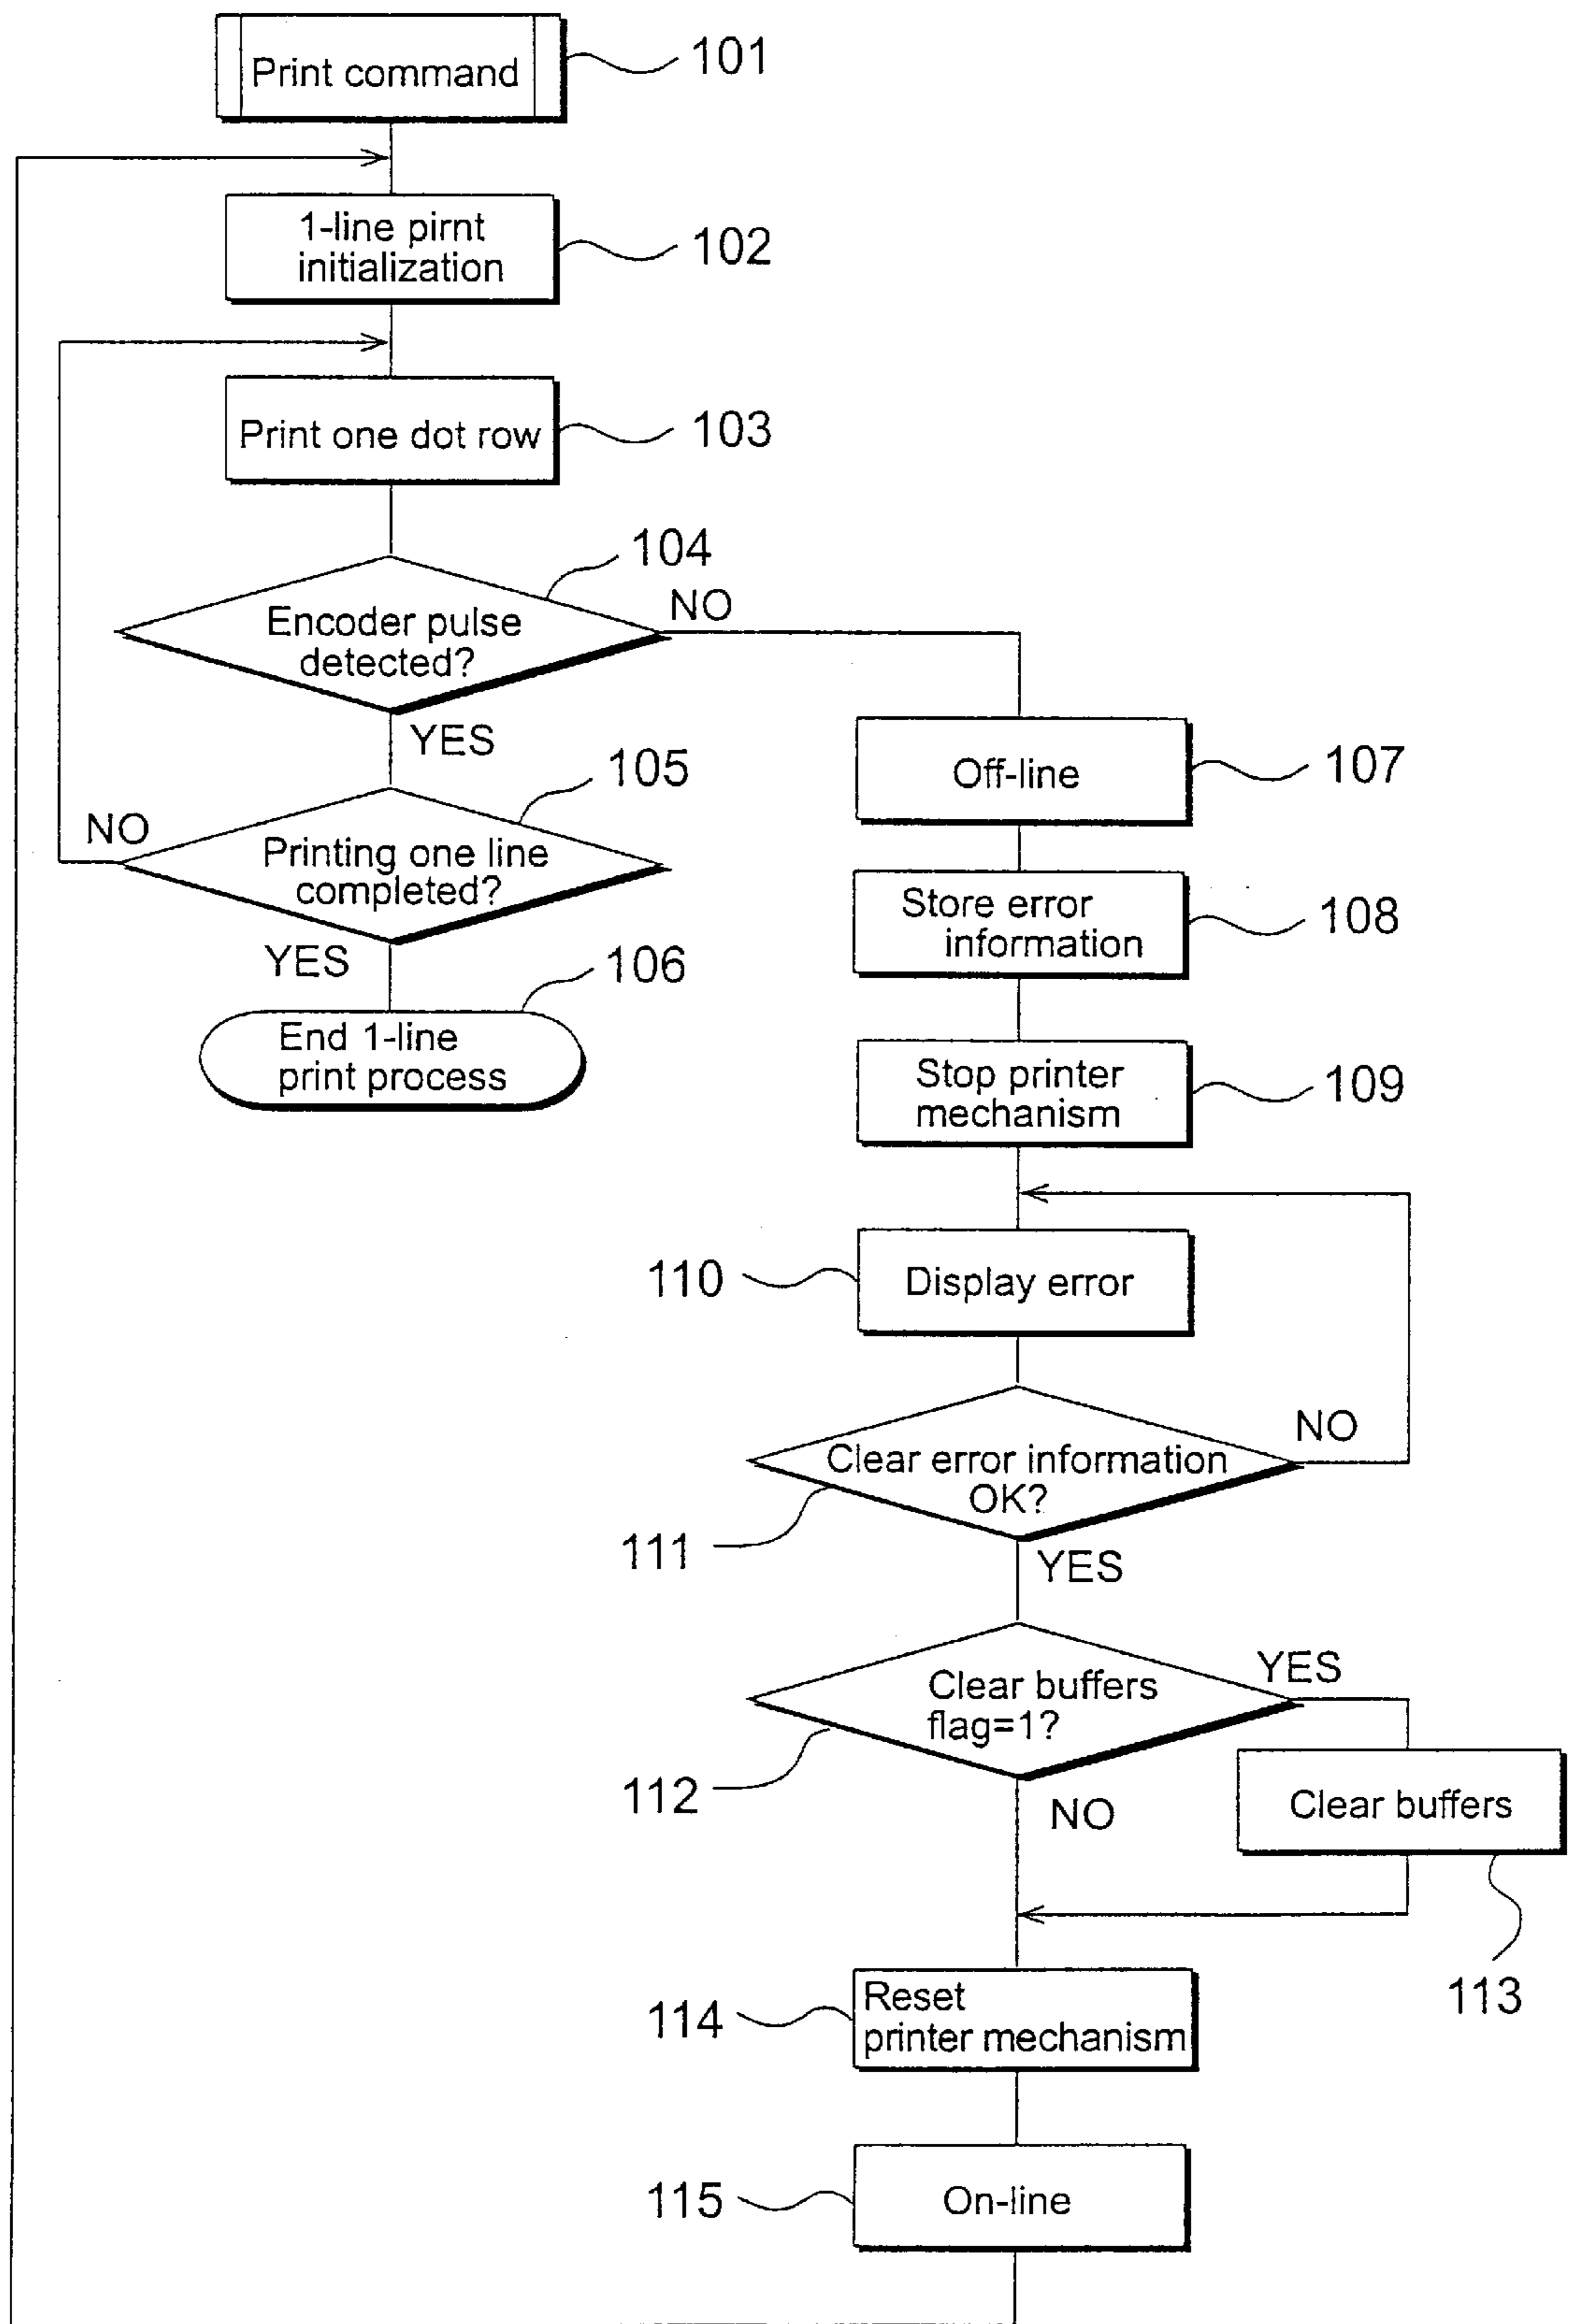 Print command
101
1-line pirnt
initialization
102
Print one dot row
103
104
Encoder pulse
detected?
NO
YES
105
NO
Printing one line
completed?
YES
106
End 1-line
print process
Off-line
107
Store error
information
108
Stop printer
mechanism
109
110
Display error
Clear error information
OK?
NO
111
YES
Clear buffers
flag=1?
YES
112
NO
Clear buffers
113
114
Reset
printer mechanism
115
On-line